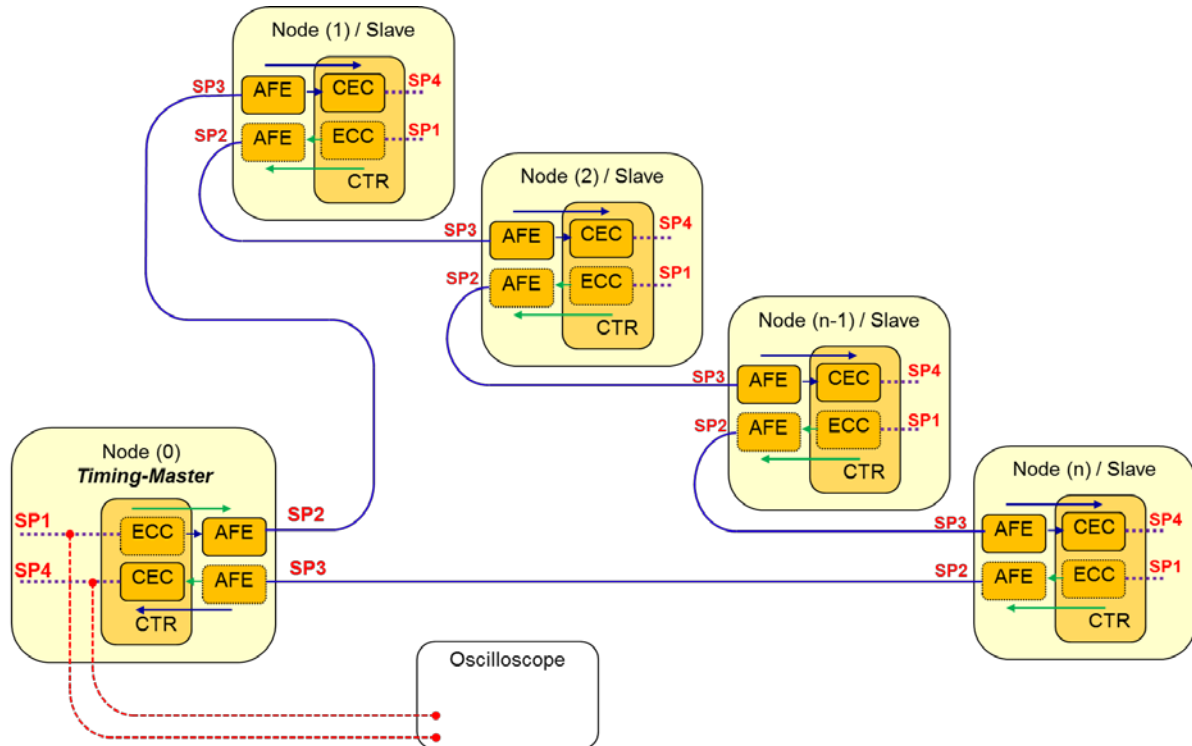 Node (1) / Slave
SP3
AFE
CEC
SP4
SP2
AFE
ECC
SP1
CTR
Node (2) / Slave
SP3
AFE
CEC
SP4
SP2
AFE
ECC
SP1
CTR
Node (n-1) / Slave
SP3
AFE
CEC
SP4
SP2
AFE
ECC
SP1
CTR
Node (0)
Timing-Master
SP1
ECC
AFE
SP2
SP4
CEC
AFE
SP3
CTR
Node (n) / Slave
SP3
AFE
CEC
SP4
SP2
AFE
ECC
SP1
CTR
Oscilloscope